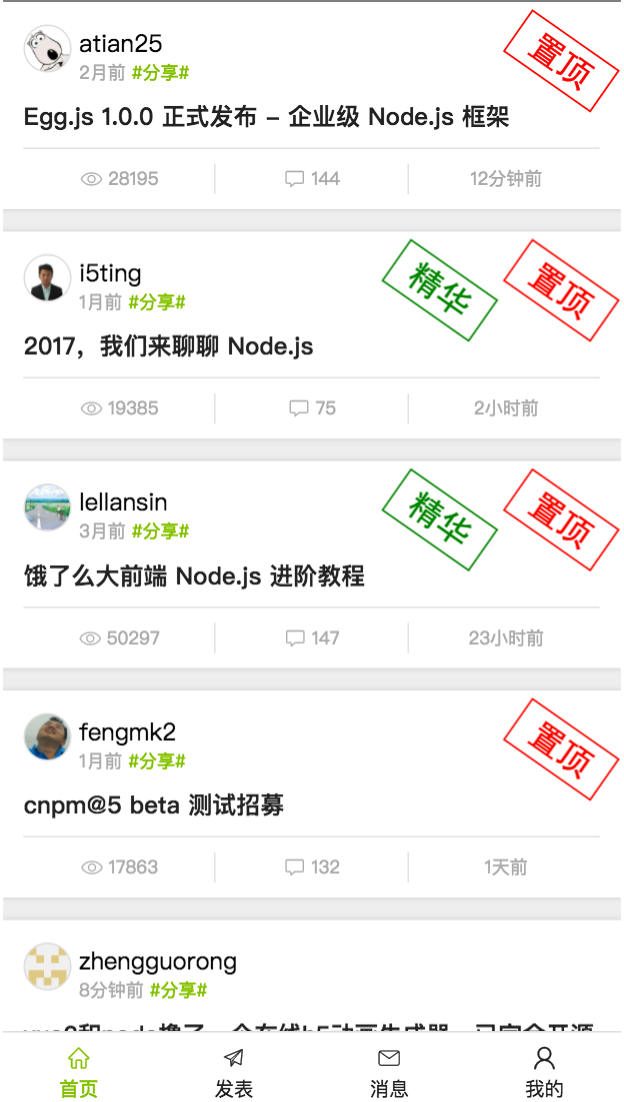 atian25
置顶
2月前 #分享#
Egg.js 1.0.0 正式发布 - 企业级 Node.js 框架
28195 144 12分钟前
i5ting
精华 置顶
1月前 #分享#
2017，我们来聊聊 Node.js
19385 75 2小时前
lellansin
精华 置顶
3月前 #分享#
饿了么大前端 Node.js 进阶教程
50297 147 23小时前
fengmk2
置顶
1月前 #分享#
cnpm@5 beta 测试招募
17863 132 1天前
zhengguorong
8分钟前 #分享#
首页 发表 消息 我的